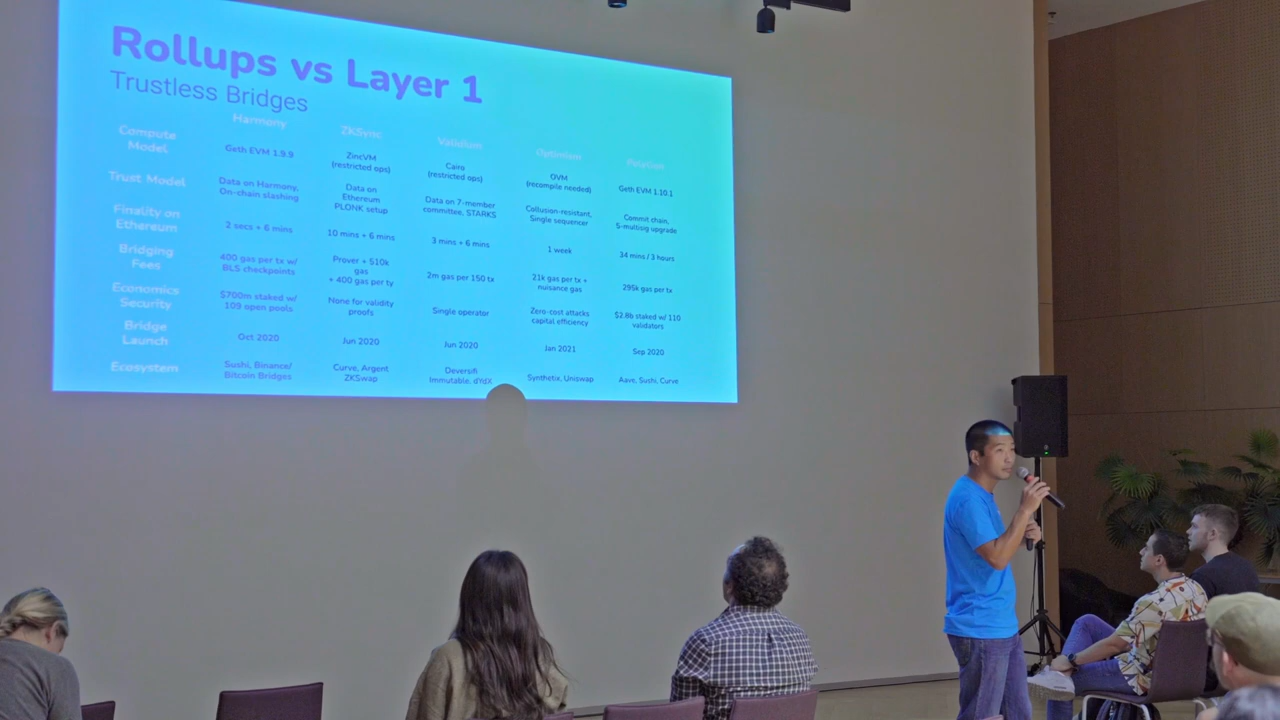 Rollups vs Layer 1
Trustless Bridges
Harmony
ZKSync
Validium
Optimism
Polygon
Compute
Model
Geth EVM 1.9.9
ZincVM
(restricted ops)
Cairo
(restricted ops)
OVM
(recompile needed)
Geth EVM 1.10.1
Trust Model
Data on Harmony,
On-chain slashing
Data on
Ethereum
PLONK setup
Data on 7-member
committee, STARKS
Collusion-resistant,
Single sequencer
Commit chain,
5-multisig upgrade
Finality on
Ethereum
2 secs + 6 mins
10 mins + 6 mins
3 mins + 6 mins
1 week
34 mins / 3 hours
Bridging
Fees
400 gas per tx w/
BLS checkpoints
Prover + 510k
gas
+ 400 gas per ty
2m gas per 150 tx
21k gas per tx +
nuisance gas
295k gas per tx
Economics
Security
$700m staked w/
109 open pools
None for validity
proofs
Single operator
Zero-cost attacks
capital efficiency
$2.8b staked w/ 110
validators
Bridge
Launch
Oct 2020
Jun 2020
Jun 2020
Jan 2021
Sep 2020
Ecosystem
Sushi, Binance/
Bitcoin Bridges
Curve, Argent
ZKSwap
Deversifi
Immutable, dYdX
Synthetix, Uniswap
Aave, Sushi, Curve